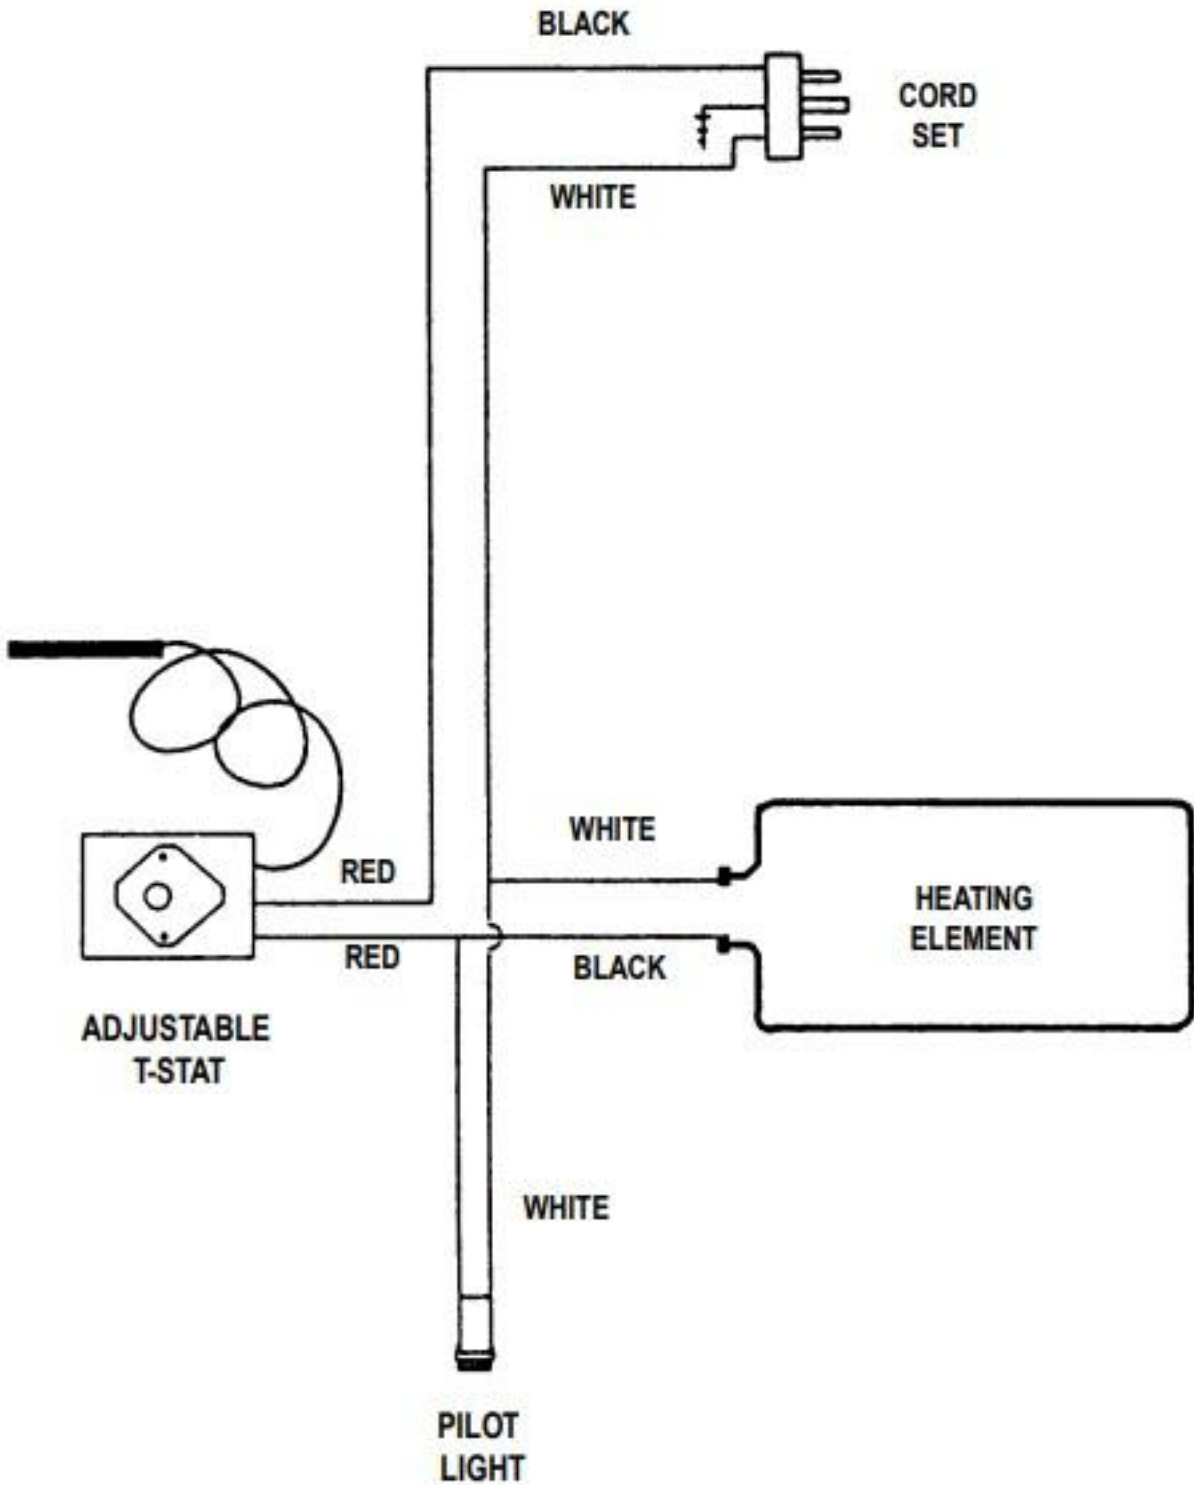 BLACK
CORD
SET
WHITE
WHITE
RED
HEATING
ELEMENT
RED
BLACK
ADJUSTABLE
T-STAT
WHITE
PILOT
LIGHT